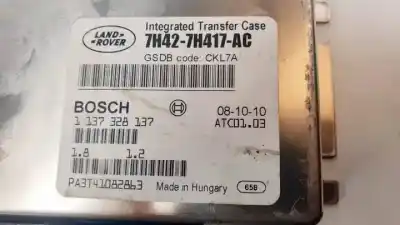 LAND
ROVER
Integrated Transfer Case
7H42-7H417-AC
GSDB code: CKL7A
BOSCH
08-10-10
1 137 328 137
ATC01.03
1.8 1.2
PA3T41082863
Made in Hungary
658